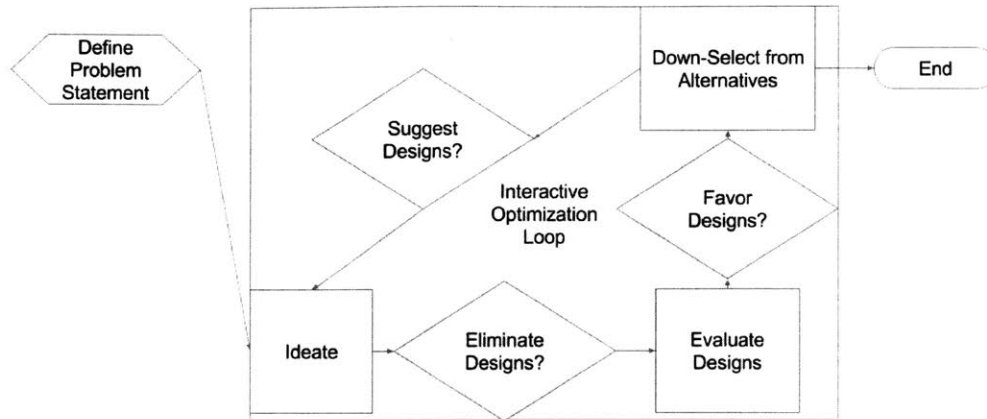 Define
Problem
Statement
Down-Select from
Alternatives
End
Suggest
Designs?
Interactive
Optimization
Loop
Favor
Designs?
Ideate
Eliminate
Designs?
Evaluate
Designs